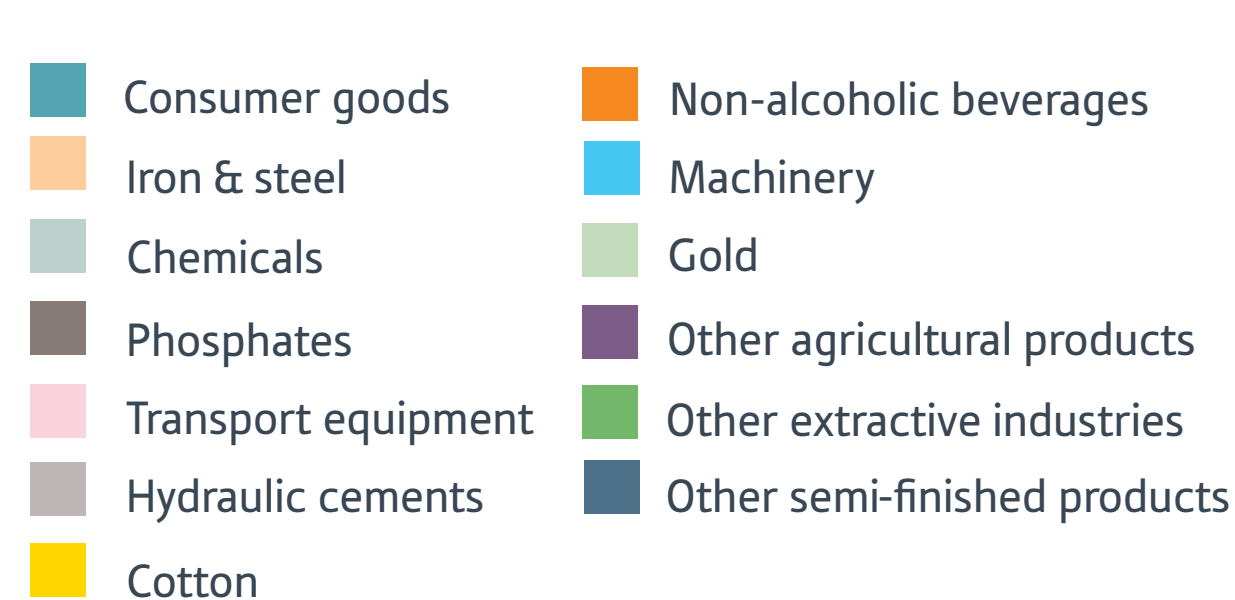 Consumer goods
Iron & steel
Chemicals
Phosphates
Transport equipment
Hydraulic cements
Cotton
Non-alcoholic beverages
Machinery
Gold
Other agricultural products
Other extractive industries
Other semi-finished products